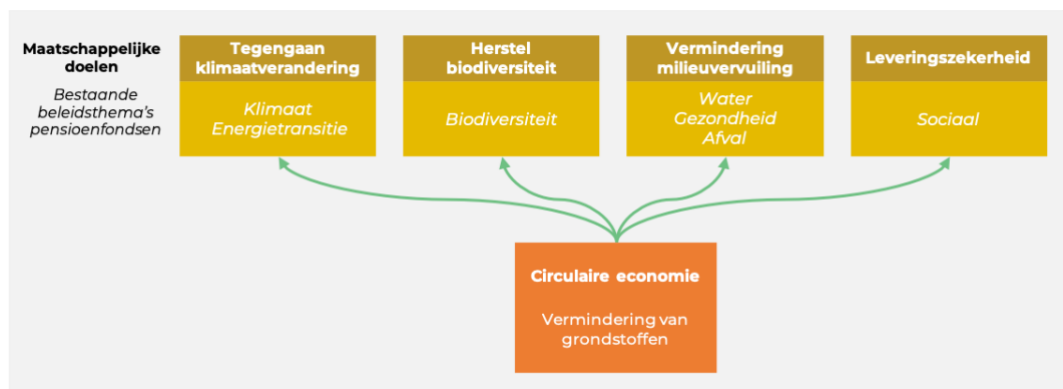 Maatschappelijke
doelen
Bestaande
beleidsthema's
pensioenfondsen
Tegengaan
klimaatverandering
Klimaat
Energietransitie
Herstel
biodiversiteit
Biodiversiteit
Vermindering
milieuvervuiling
Water
Gezondheid
Afval
Leveringszekerheid
Sociaal
Circulaire economie
Vermindering van
grondstoffen